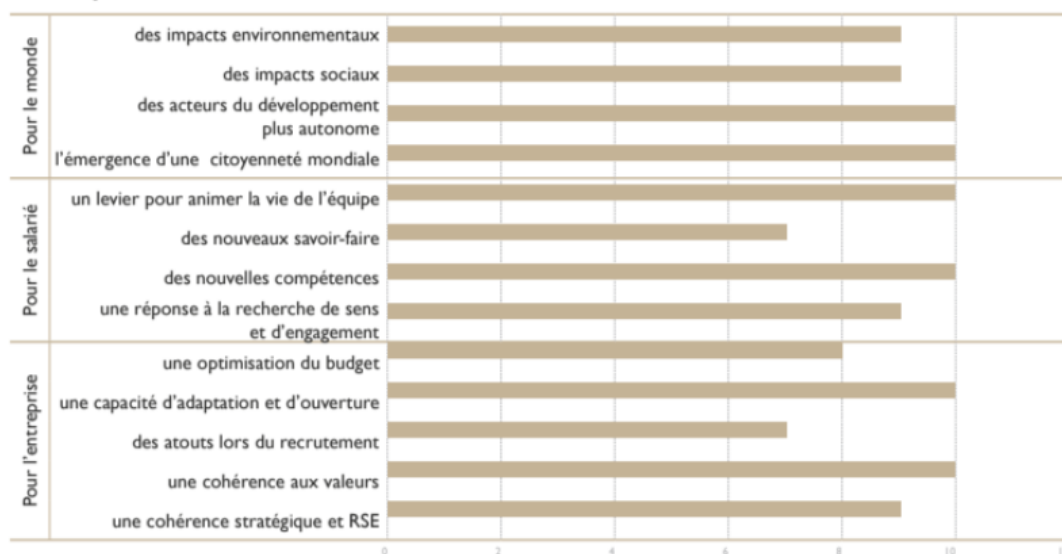 Pour le monde
des impacts environnementaux
des impacts sociaux
des acteurs du développement
plus autonome
l'émergence d'une citoyenneté mondiale
Pour le salarié
un levier pour animer la vie de l'équipe
des nouveaux savoir-faire
des nouvelles compétences
une réponse à la recherche de sens
et d'engagement
Pour l'entreprise
une optimisation du budget
une capacité d'adaptation et d'ouverture
des atouts lors du recrutement
une cohérence aux valeurs
une cohérence stratégique et RSE
0 2 4 6 8 10